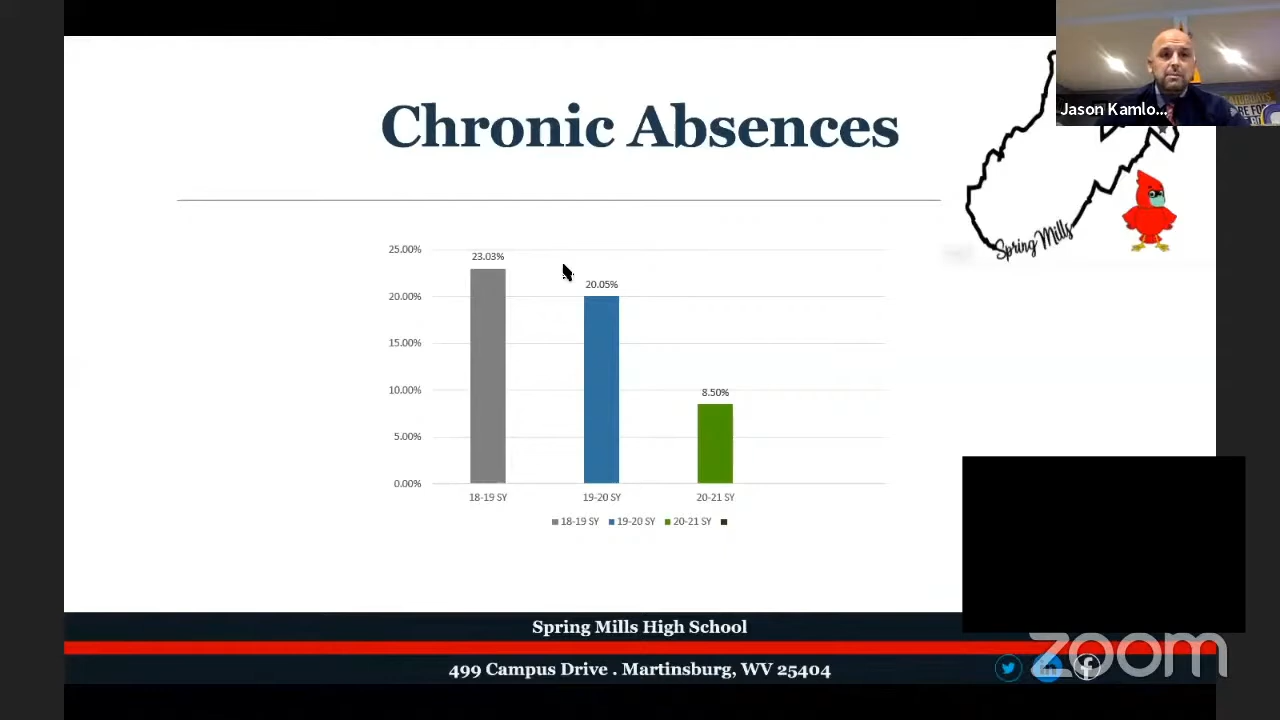 Chronic Absences
Jason Kamlo...
Spring Mills
25.00%
23.03%
20.05%
20.00%
15.00%
10.00%
8.50%
5.00%
0.00%
18-19 SY
19-20 SY
20-21 SY
18-19 SY 19-20 SY 20-21 SY
Spring Mills High School
499 Campus Drive . Martinsburg, WV 25404
zoom